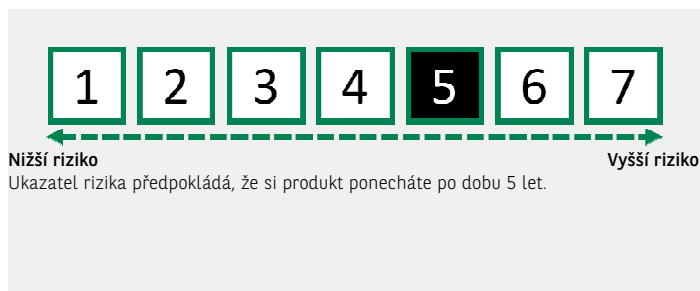 1 2 3 4 5 6 7
Nižší riziko Vyšší riziko
Ukazatel rizika předpokládá, že si produkt ponecháte po dobu 5 let.